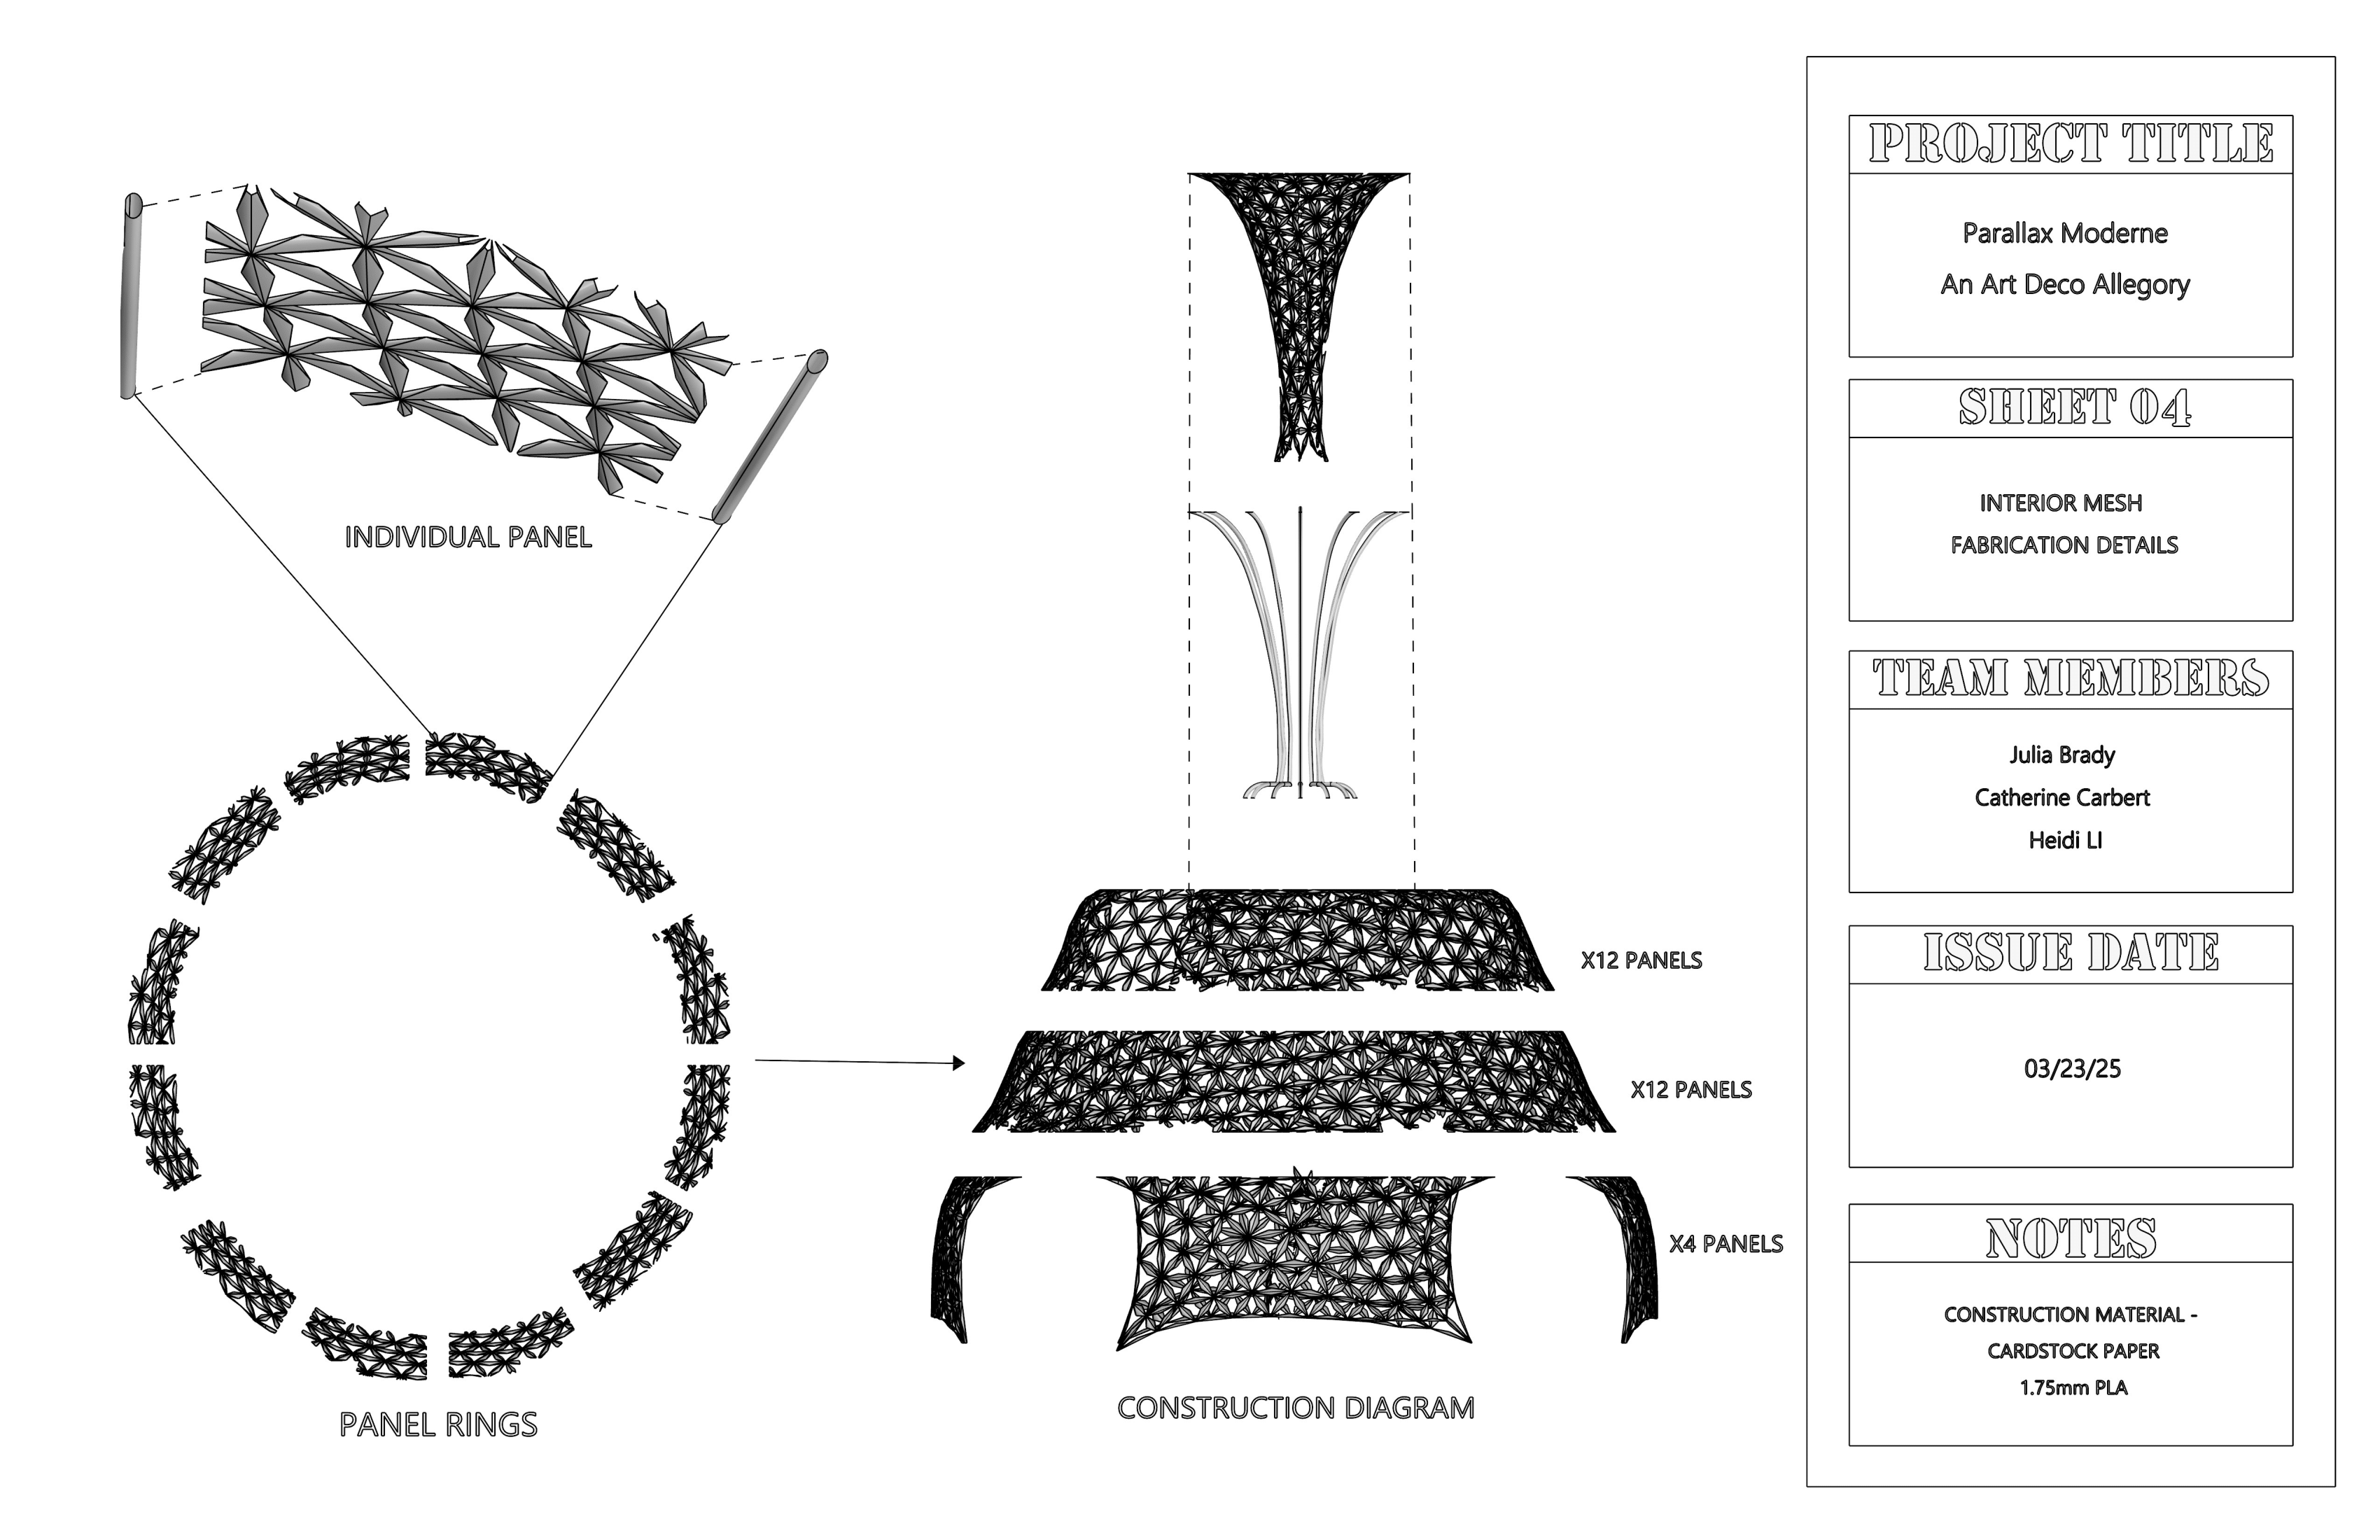 INDIVIDUAL PANEL
PANEL RINGS
X12 PANELS
X12 PANELS
X4 PANELS
CONSTRUCTION DIAGRAM
PROJECT TITLE
Parallax Moderne
An Art Deco Allegory
SHEET 04
INTERIOR MESH
FABRICATION DETAILS
TEAM MEMBERS
Julia Brady
Catherine Carbert
Heidi LI
ISSUE DATE
03/23/25
NOTES
CONSTRUCTION MATERIAL -
CARDSTOCK PAPER
1.75mm PLA